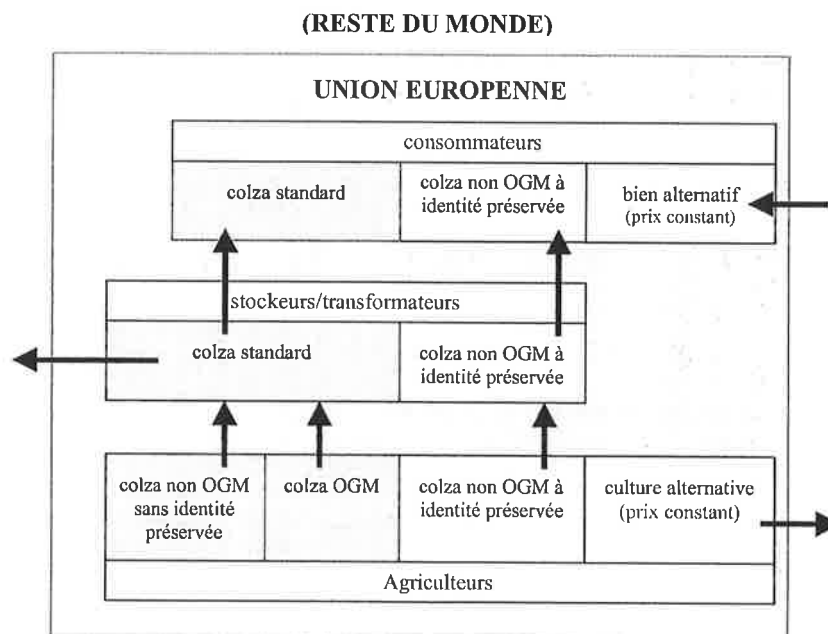 (RESTE DU MONDE)
UNION EUROPENNE
consommateurs
colza standard
colza non OGM à
identité préservée
bien alternatif
(prix constant)
stockeurs/transformateurs
colza standard
colza non OGM à
identité préservée
colza non OGM
sans identité
préservée
colza OGM
colza non OGM à
identité préservée
culture alternative
(prix constant)
Agriculteurs